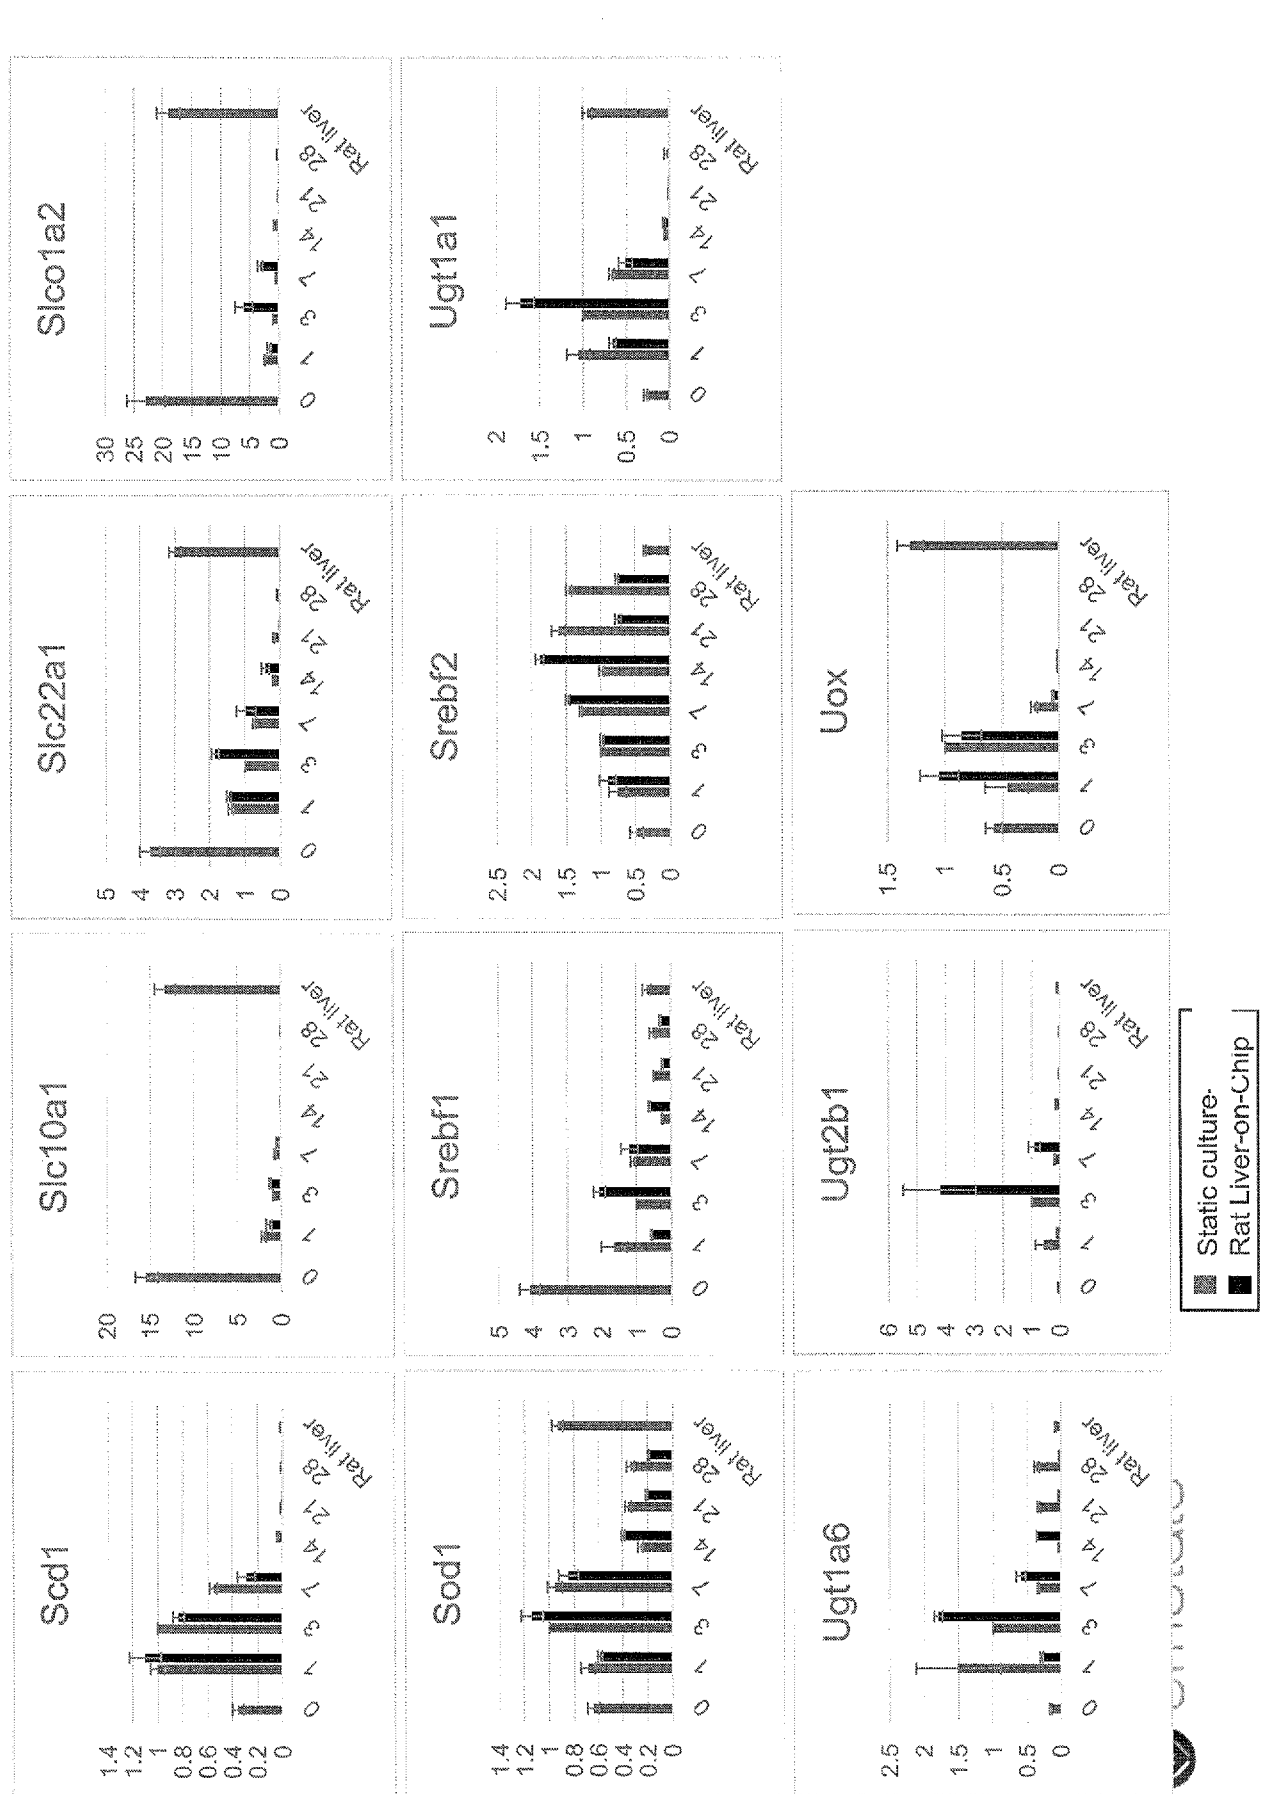 Scd1
1.4
1.2
1
0.8
0.6
0.4
0.2
0
0 1 3 7 14 21 28 Rat liver
Slc10a1
20
15
10
5
0
0 1 3 7 14 21 28 Rat liver
Slc22a1
5
4
3
2
1
0
0 1 3 7 14 21 28 Rat liver
Slco1a2
30
25
20
15
10
5
0
0 1 3 7 14 21 28 Rat liver
Sod1
1.4
1.2
1
0.8
0.6
0.4
0.2
0
0 1 3 7 14 21 28 Rat liver
Srebf1
5
4
3
2
1
0
0 1 3 7 14 21 28 Rat liver
Srebf2
2.5
2
1.5
1
0.5
0
0 1 3 7 14 21 28 Rat liver
Ugt1a1
2
1.5
1
0.5
0
0 1 3 7 14 21 28 Rat liver
Ugt1a6
2.5
2
1.5
1
0.5
0
0 1 3 7 14 21 28 Rat liver
Ugt2b1
6
5
4
3
2
1
0
0 1 3 7 14 21 28 Rat liver
Uox
1.5
1
0.5
0
0 1 3 7 14 21 28 Rat liver
Static culture-
Rat Liver-on-Chip